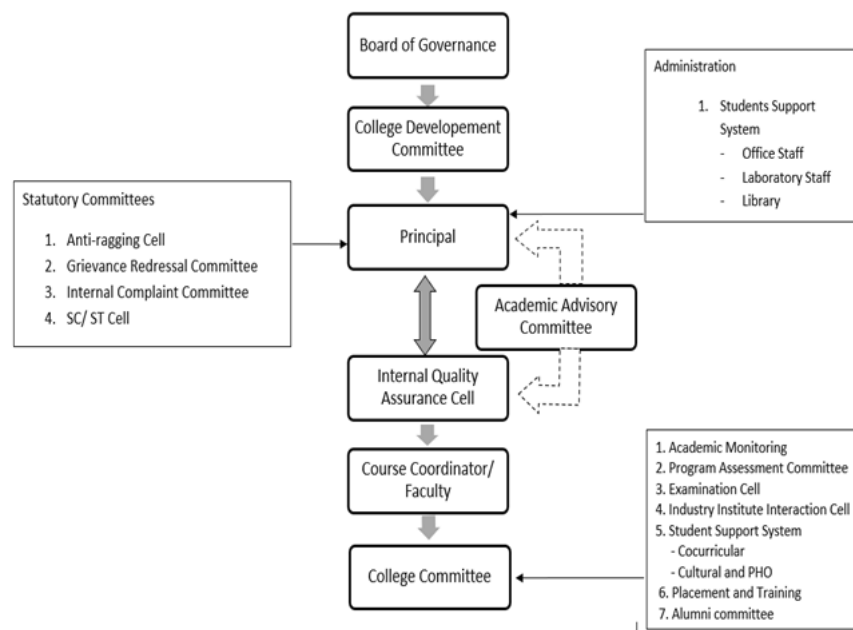 Board of Governance
College Developement
Committee
Principal
Internal Quality
Assurance Cell
Course Coordinator/
Faculty
College Committee
Academic Advisory
Committee
Statutory Committees
1. Anti-ragging Cell
2. Grievance Redressal Committee
3. Internal Complaint Committee
4. SC/ ST Cell
Administration
1. Students Support
System
- Office Staff
- Laboratory Staff
- Library
1. Academic Monitoring
2. Program Assessment Committee
3. Examination Cell
4. Industry Institute Interaction Cell
5. Student Support System
- Cocurricular
- Cultural and PHO
6. Placement and Training
7. Alumni committee